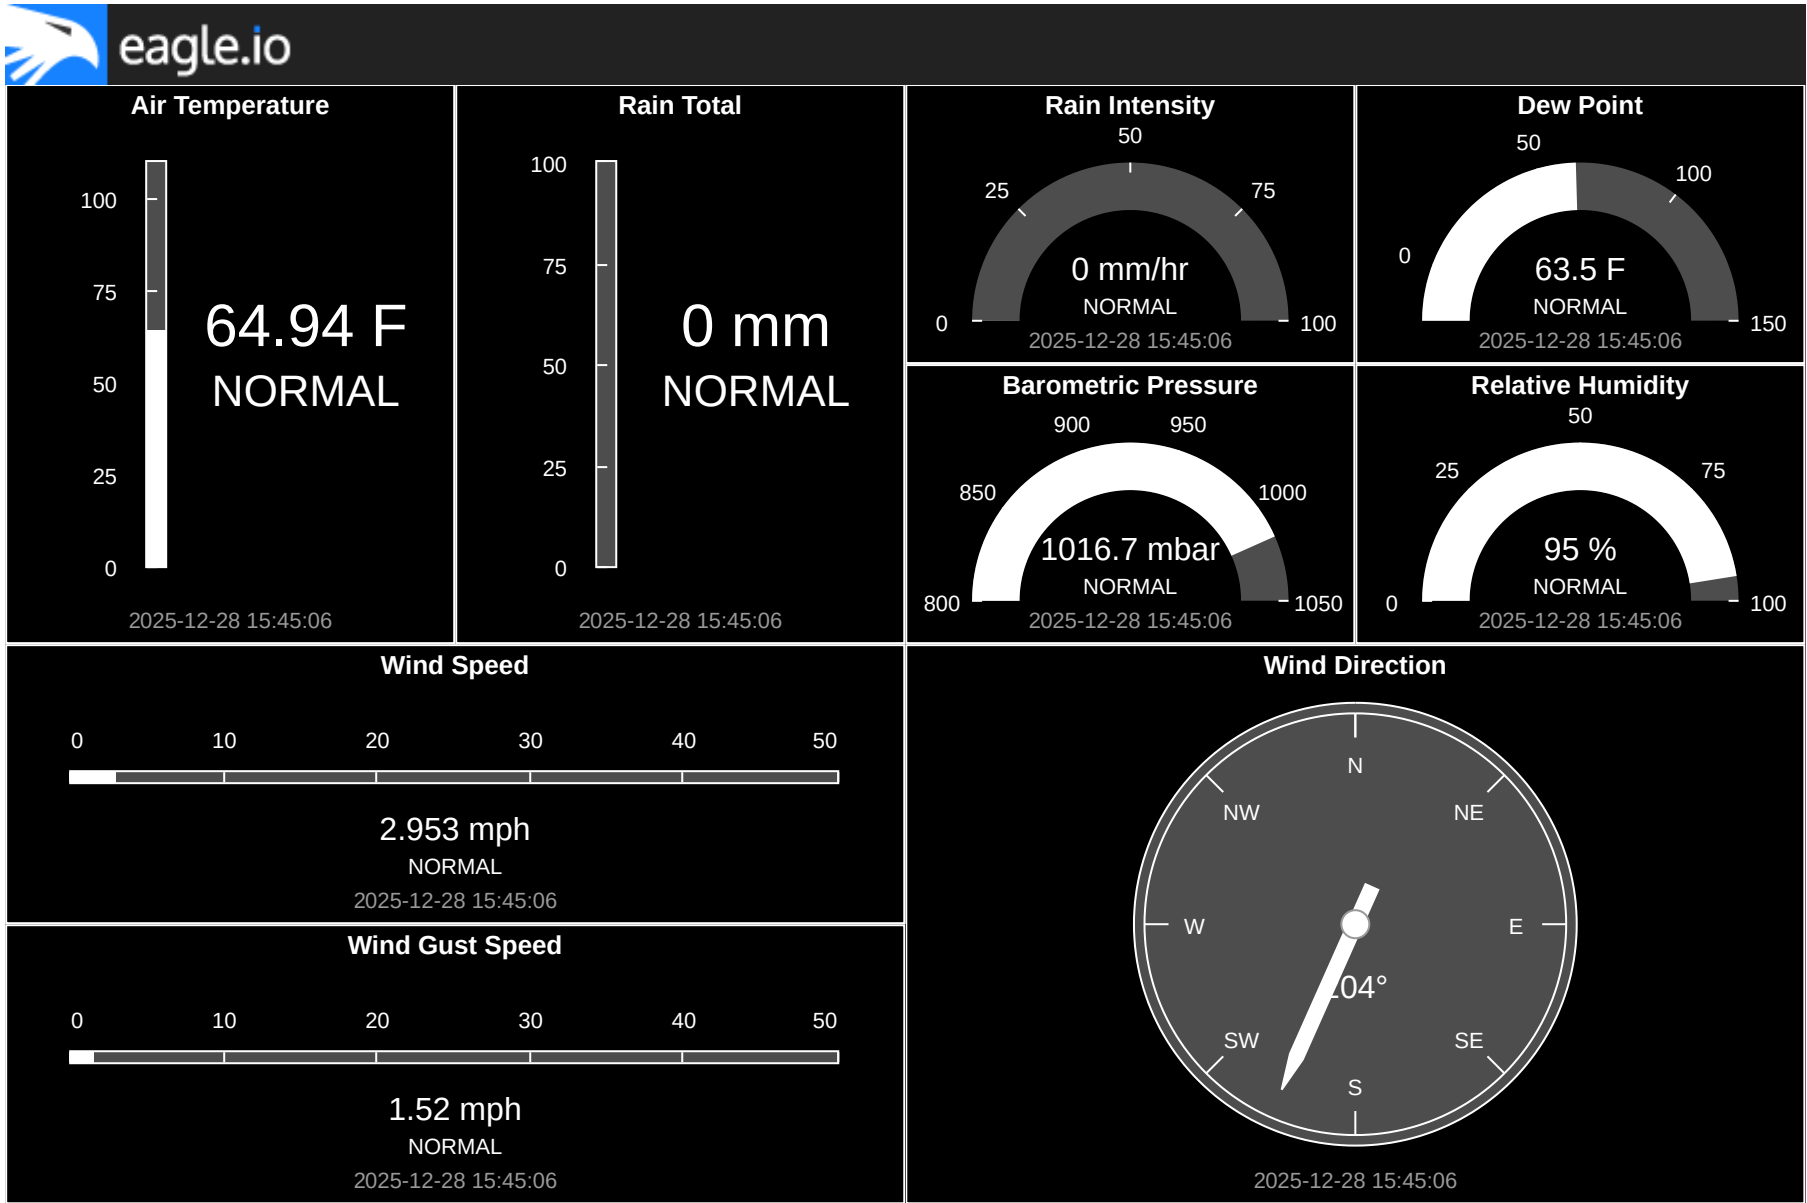 eagle.io
Air Temperature
100
75
50
25
0
64.94 F
NORMAL
2025-12-28 15:45:06
Rain Total
100
75
50
25
0
0 mm
NORMAL
2025-12-28 15:45:06
Rain Intensity
0
25
50
75
100
0 mm/hr
NORMAL
2025-12-28 15:45:06
Dew Point
0
50
100
150
63.5 F
NORMAL
2025-12-28 15:45:06
Barometric Pressure
800
850
900
950
1000
1050
1016.7 mbar
NORMAL
2025-12-28 15:45:06
Relative Humidity
0
25
50
75
100
95 %
NORMAL
2025-12-28 15:45:06
Wind Speed
0 10 20 30 40 50
2.953 mph
NORMAL
2025-12-28 15:45:06
Wind Gust Speed
0 10 20 30 40 50
1.52 mph
NORMAL
2025-12-28 15:45:06
Wind Direction
N
NW NE
W E
SW SE
S
2025-12-28 15:45:06